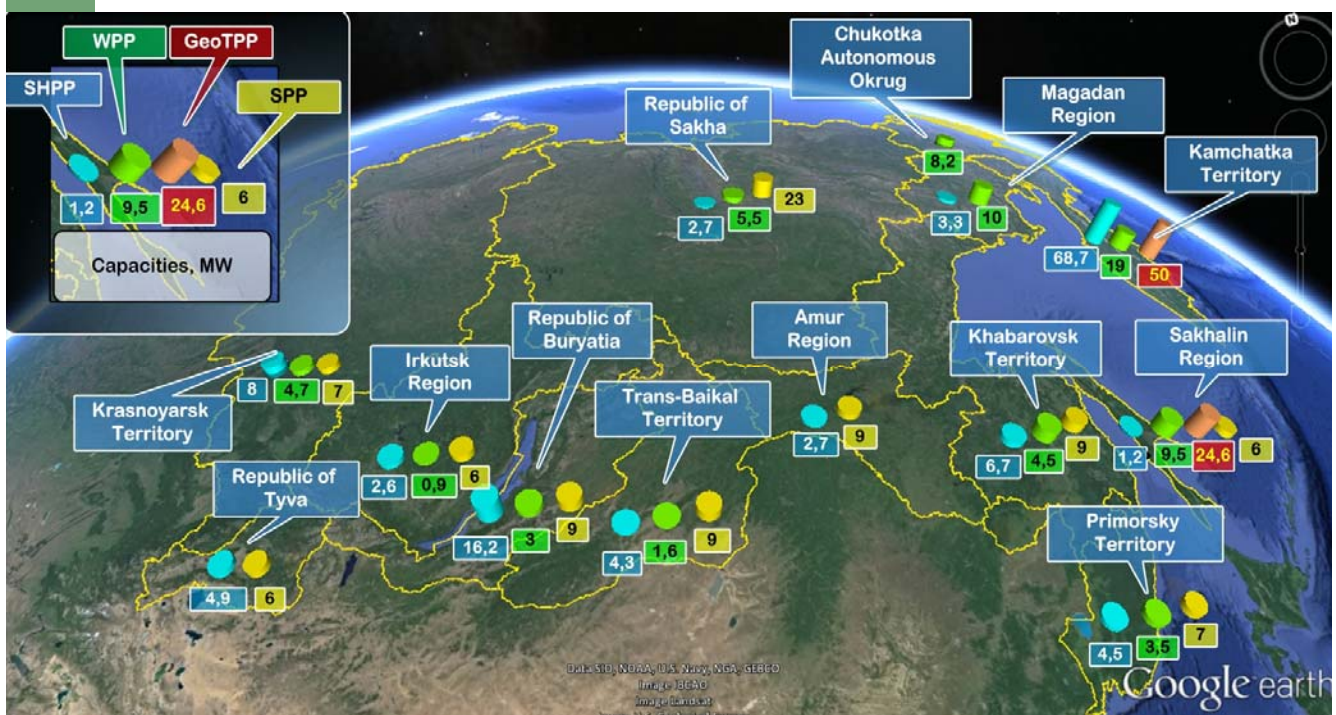 WPP
GeoTPP
SHPP
SPP
1,2
9,5
24,6
6
Capacities, MW
Chukotka
Autonomous
Okrug
8,2
Republic of
Sakha
2,7
5,5
23
Magadan
Region
3,3
10
Kamchatka
Territory
68,7
19
50
Krasnoyarsk
Territory
8
4,7
7
Irkutsk
Region
2,6
0,9
6
Republic of
Buryatia
16,2
3
9
Trans-Baikal
Territory
4,3
1,6
9
Amur
Region
2,7
9
Khabarovsk
Territory
6,7
4,5
9
Sakhalin
Region
1,2
9,5
24,6
6
Republic of
Tyva
4,9
6
Primorsky
Territory
4,5
3,5
7
N
Data SIO, NOAA, U.S. Navy, NGA, GEBCO
Image IBCAO
Image Landsat
Google earth